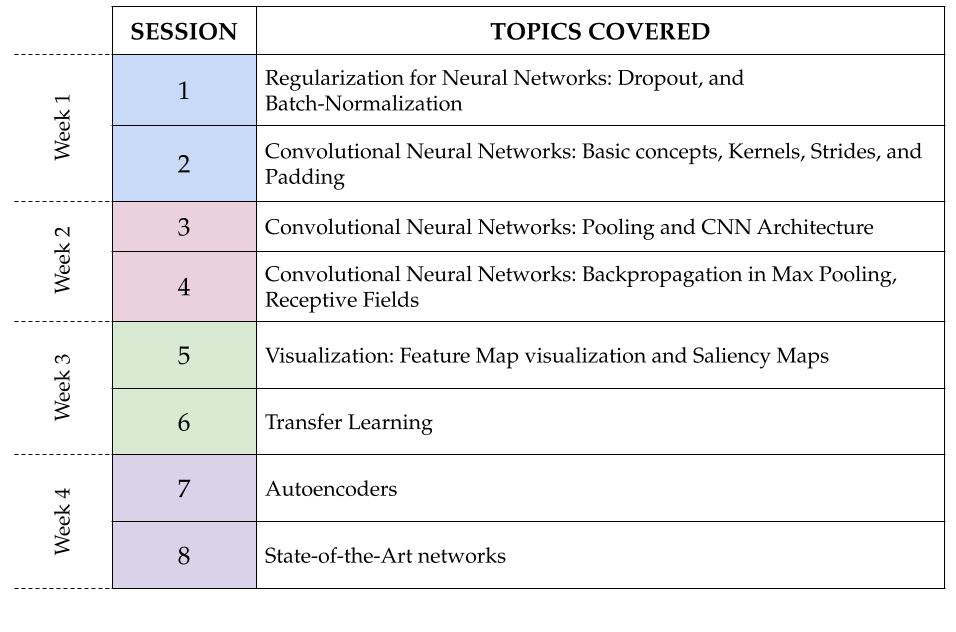 SESSION TOPICS COVERED
Week 1
1 Regularization for Neural Networks: Dropout, and
Batch-Normalization
2 Convolutional Neural Networks: Basic concepts, Kernels, Strides, and
Padding
Week 2
3 Convolutional Neural Networks: Pooling and CNN Architecture
4 Convolutional Neural Networks: Backpropagation in Max Pooling,
Receptive Fields
Week 3
5 Visualization: Feature Map visualization and Saliency Maps
6 Transfer Learning
Week 4
7 Autoencoders
8 State-of-the-Art networks